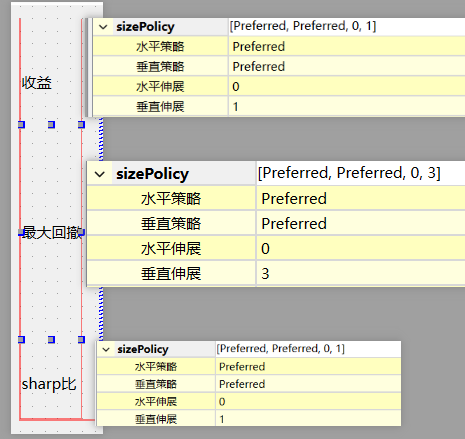 sizePolicy [Preferred, Preferred, 0, 1]
水平策略 Preferred
垂直策略 Preferred
水平伸展 0
垂直伸展 1
收益
sizePolicy [Preferred, Preferred, 0, 3]
水平策略 Preferred
垂直策略 Preferred
水平伸展 0
垂直伸展 3
最大回撤
sizePolicy [Preferred, Preferred, 0, 1]
水平策略 Preferred
垂直策略 Preferred
水平伸展 0
垂直伸展 1
sharp比